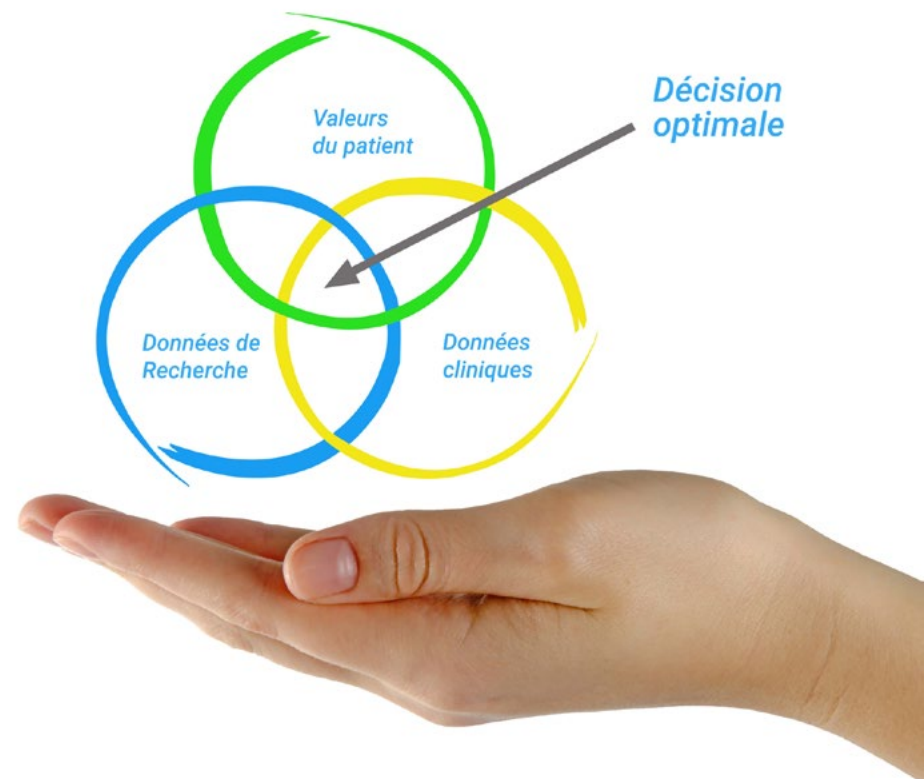 Valeurs
du patient
Décision
optimale
Données de
Recherche
Données
cliniques